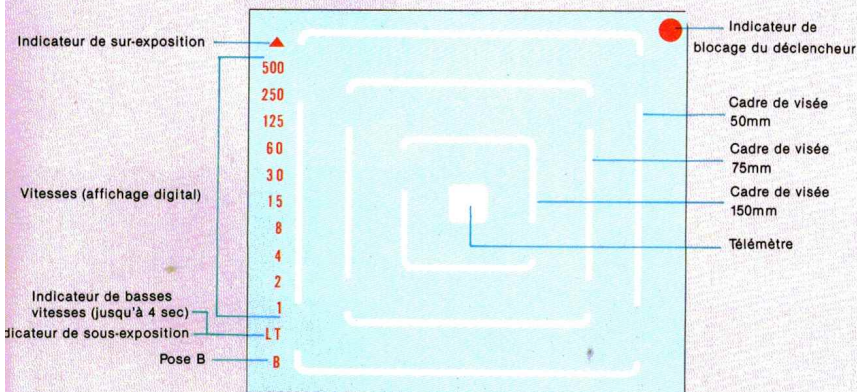 Indicateur de sur-exposition
500
250
125
60
30
15
8
4
2
1
LT
B
Vitesses (affichage digital)
Indicateur de basses
vitesses (jusqu'à 4 sec)
dicateur de sous-exposition
Pose B
Indicateur de
blocage du déclencheur
Cadre de visée
50mm
Cadre de visée
75mm
Cadre de visée
150mm
Télémètre